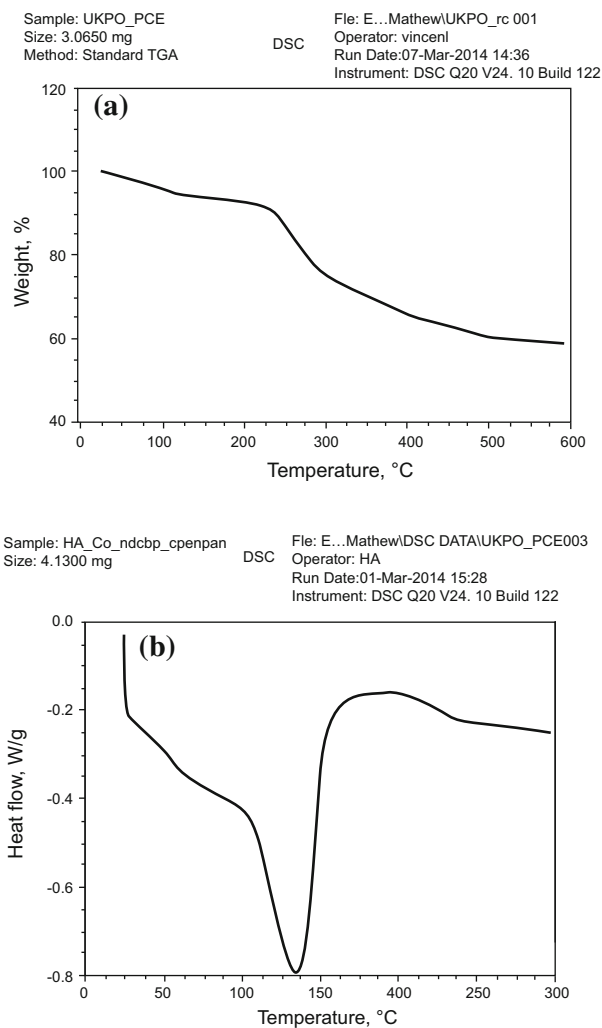 Sample: UKPO_PCE
Size: 3.0650 mg
Method: Standard TGA
DSC
Fle: E...Mathew\UKPO_rc 001
Operator: vincenl
Run Date:07-Mar-2014 14:36
Instrument: DSC Q20 V24. 10 Build 122
(a)
120
100
80
60
40
Weight, %
0 100 200 300 400 500 600
Temperature, °C
Sample: HA_Co_ndcbp_cpenpan
Size: 4.1300 mg
DSC
Fle: E...Mathew\DSC DATA\UKPO_PCE003
Operator: HA
Run Date:01-Mar-2014 15:28
Instrument: DSC Q20 V24. 10 Build 122
(b)
0.0
-0.2
-0.4
-0.6
-0.8
Heat flow, W/g
0 50 100 150 400 250 300
Temperature, °C